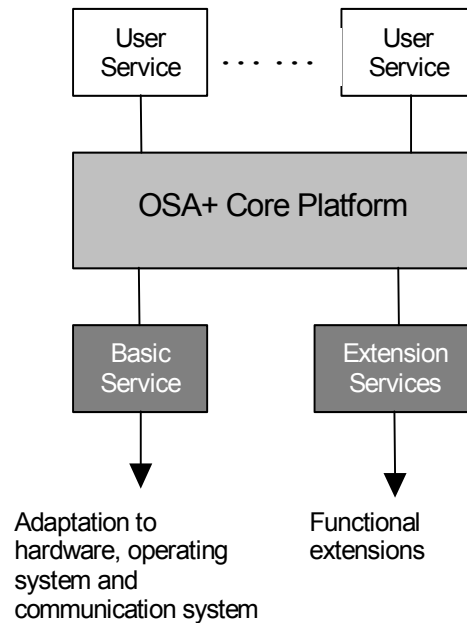 User
Service
. . . . . .
User
Service
OSA+ Core Platform
Basic
Service
Extension
Services
Adaptation to
hardware, operating
system and
communication system
Functional
extensions